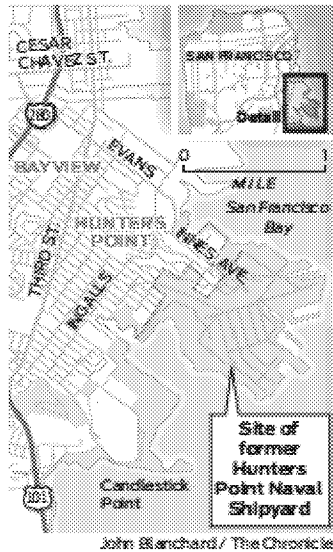 CESAR
CHAVEZ ST.
SAN FRANCISCO
Detail
280
EVANS
0 1
MILE
BAYVIEW
San Francisco
Bay
HUNTERS
POINT
INNES AVE.
THIRD ST.
INGALLS
Site of
former
Hunters
Point Naval
Shipyard
101
Candlestick
Point
John Blanchard / The Chronicle